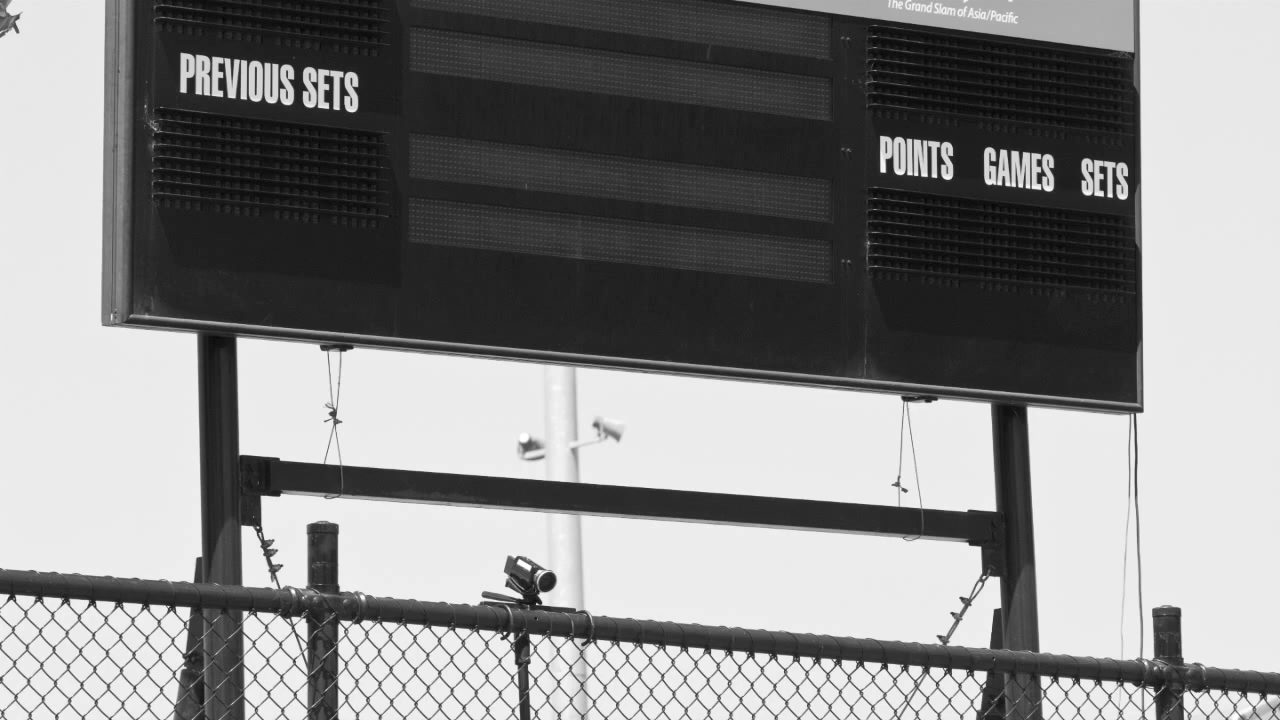 The Grand Slam of Asia/Pacific
PREVIOUS SETS
POINTS GAMES SETS